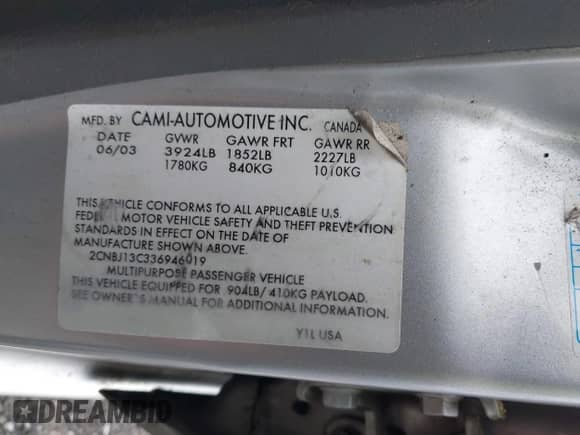 MFD. BY CAMI-AUTOMOTIVE INC. CANADA
DATE GVWR GAWR FRT GAWR RR
06/03 3924LB 1852LB 2227LB
1780KG 840KG 1010KG
THIS VEHICLE CONFORMS TO ALL APPLICABLE U.S.
MOTOR VEHICLE SAFETY AND THEFT PREVENTION
STANDARDS IN EFFECT ON THE DATE OF
MANUFACTURE SHOWN ABOVE.
2CNBJ13C336946019
MULTIPURPOSE PASSENGER VEHICLE
THIS VEHICLE EQUIPPED FOR 904LB/410KG PAYLOAD.
SEE OWNER'S MANUAL FOR ADDITIONAL INFORMATION.
Y1L USA
DREAMBID